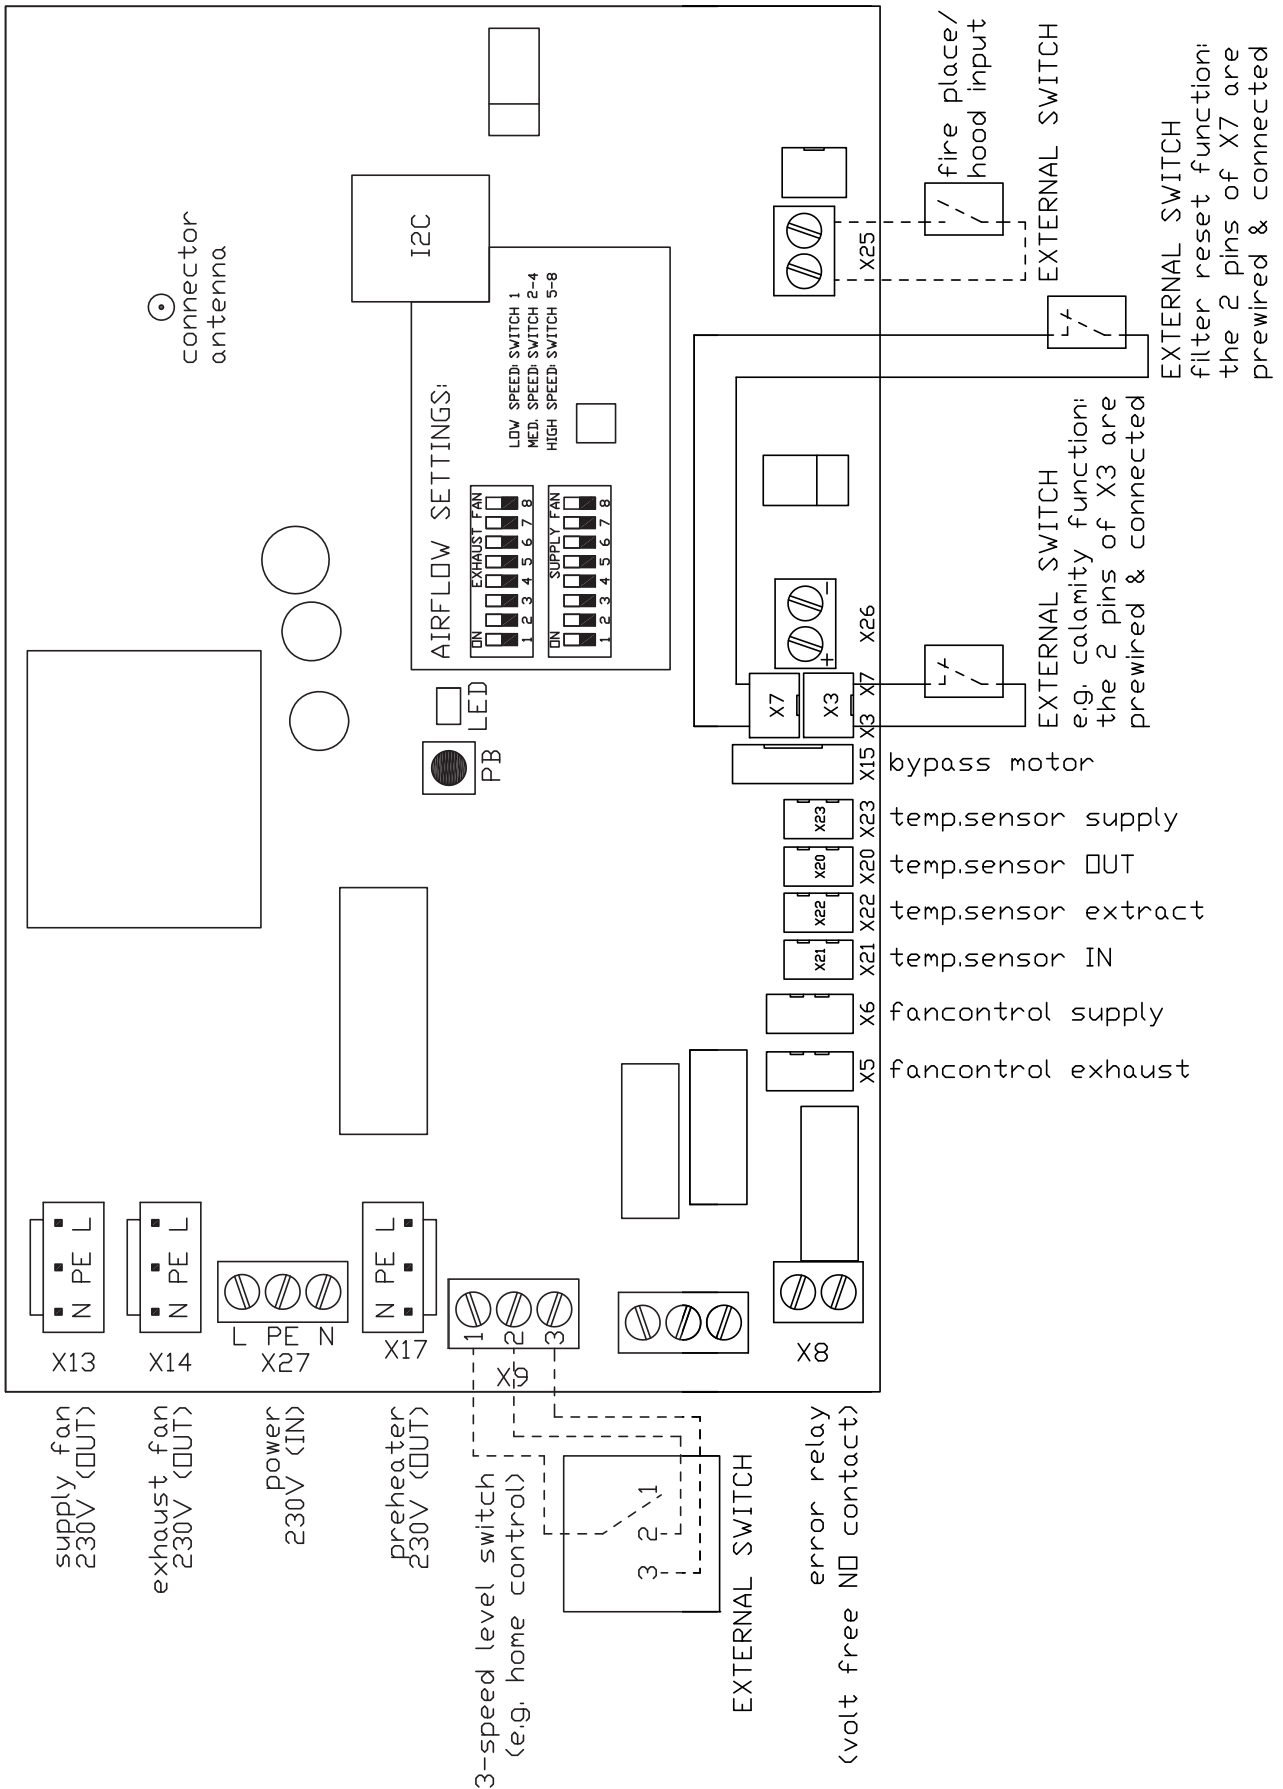 connector
antenna
I2C
AIRFLOW SETTINGS:
LOW SPEED: SWITCH 1
MED. SPEED: SWITCH 2-4
HIGH SPEED: SWITCH 5-8
ON EXHAUST FAN
1 2 3 4 5 6 7 8
ON SUPPLY FAN
1 2 3 4 5 6 7 8
LED
PB
N PE L
X13
supply fan
230V (OUT)
N PE L
X14
exhaust fan
230V (OUT)
L PE N
X27
power
230V (IN)
N PE L
X17
preheater
230V (OUT)
1 2 3
X9
3-speed level switch
(e.g. home control)
3 2 1
EXTERNAL SWITCH
X8
error relay
(volt free NO contact)
X5
fancontrol exhaust
X6
fancontrol supply
X21
X21
temp.sensor IN
X22
X22
temp.sensor extract
X20
X20
temp.sensor OUT
X23
X23
temp.sensor supply
X15
bypass motor
X7
X3
X3
X7
+ -
X26
EXTERNAL SWITCH
e.g. calamity function:
the 2 pins of X3 are
prewired & connected
EXTERNAL SWITCH
filter reset function:
the 2 pins of X7 are
prewired & connected
X25
fire place/
hood input
EXTERNAL SWITCH